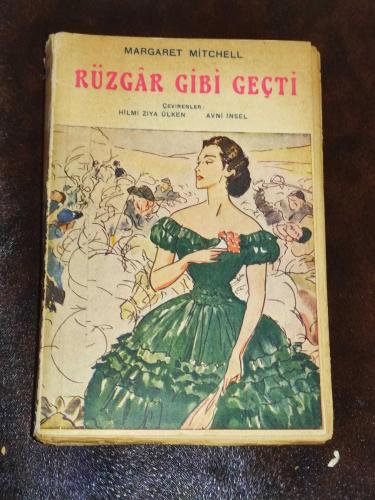 MARGARET MITCHELL
RÜZGÂR GİBİ GEÇTİ
ÇEVİRENLER:
HİLMİ ZİYA ÜLKEN AVNİ İNSEL